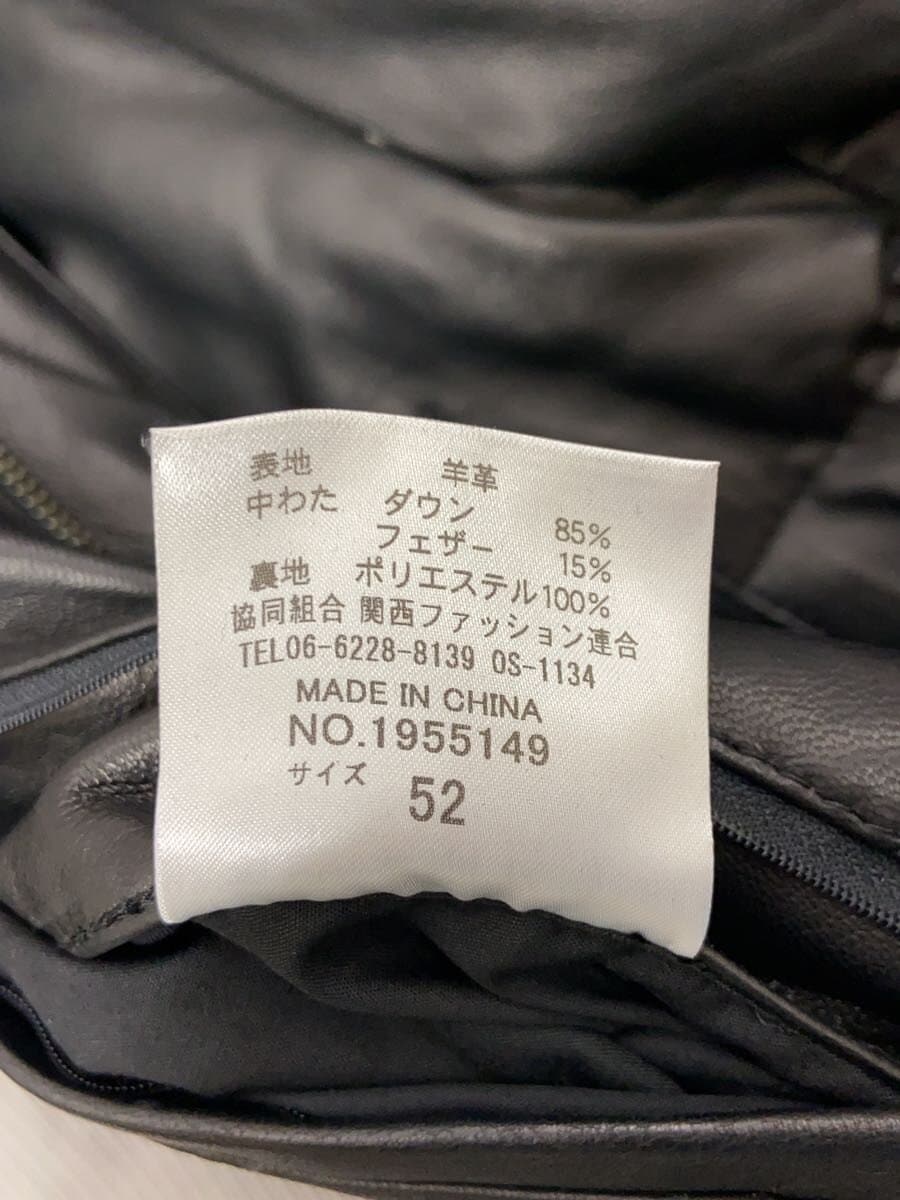 表地 羊革
中わた ダウン 85%
フェザー 15%
裏地 ポリエステル100%
協同組合 関西ファッション連合
TEL06-6228-8139 OS-1134
MADE IN CHINA
NO.1955149
サイズ
52